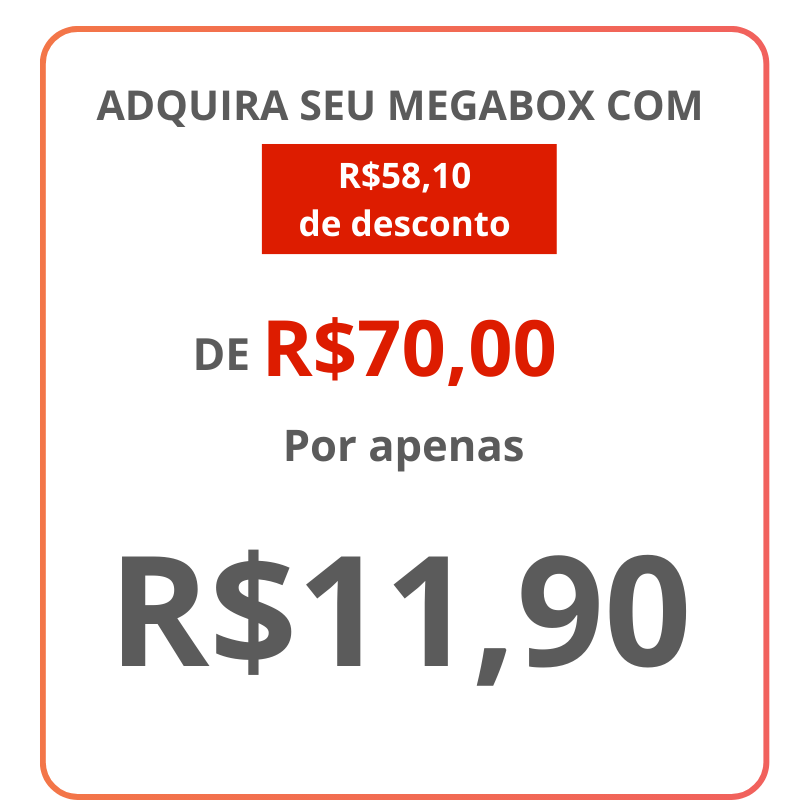 ADQUIRA SEU MEGABOX COM
R$58,10
de desconto
DE R$70,00
Por apenas
R$11,90